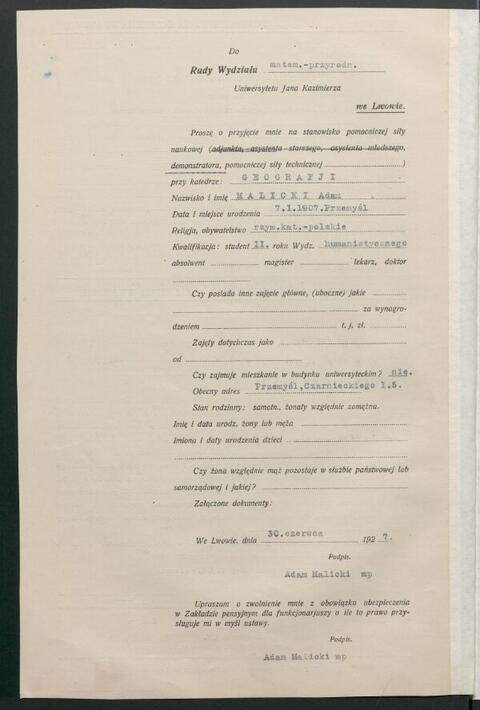 Do
Rady Wydziału matem.-przyrodn.
Uniwersytetu Jana Kazimierza
we Lwowie.
Proszę o przyjęcie mnie na stanowisko pomocniczej siły
naukowej (adjunkta, asystenta starszego, asystenta młodszego,
demonstratora, pomocniczej siły technicznej )
przy katedrze: GEOGRAFJI
Nazwisko i imię MALICKI Adam .
Data i miejsce urodzenia 7.I.1907.Przemyśl
Religja, obywatelstwo rzym.kat.-polskie
Kwalifikacja: student II. roku Wydz. humanistycznego
absolwent magister lekarz, doktor
Czy posiada inne zajęcie główne, (uboczne) jakie
za wynagro-
dzeniem t. j. zł.
Zajęty dotychczas jako
od
Czy zajmuje mieszkanie w budynku uniwersyteckim? nie.
Obecny adres Przemyśl,Czarnieckiego l.5.
Stan rodzinny: samotn., żonaty względnie zamężna.
Imię i data urodz. żony lub męża
Imiona i daty urodzenia dzieci
Czy żona względnie mąż pozostaje w służbie państwowej lub
samorządowej i jakiej?
Załączone dokumenty:
We Lwowie, dnia 30.czerwca 1927.
Podpis.
Adam Malicki mp
Upraszam o zwolnienie mnie z obowiązku ubezpieczenia
w Zakładzie pensyjnym dla funkcjonarjuszy o ile to prawo przy-
sługuje mi w myśl ustawy.
Podpis.
Adam Malicki mp